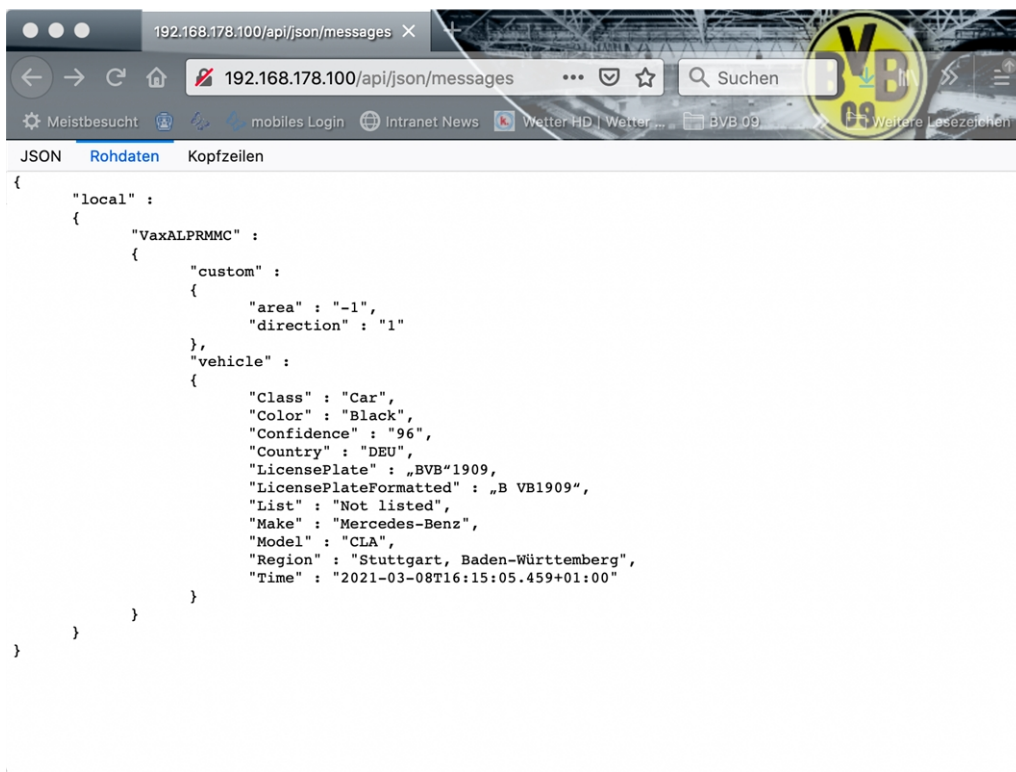 192.168.178.100/api/json/messages
192.168.178.100/api/json/messages
Suchen
Meistbesucht
mobiles Login
Intranet News
k.
Wetter HD | Wetter ...
BVB 09
Weitere Lesezeichen
BVB
09
JSON Rohdaten Kopfzeilen
{
"local" :
{
"VaxALPRMMC" :
{
"custom" :
{
"area" : "-1",
"direction" : "1"
},
"vehicle" :
{
"Class" : "Car",
"Color" : "Black",
"Confidence" : "96",
"Country" : "DEU",
"LicensePlate" : „BVB“1909,
"LicensePlateFormatted" : „B VB1909“,
"List" : "Not listed",
"Make" : "Mercedes-Benz",
"Model" : "CLA",
"Region" : "Stuttgart, Baden-Württemberg",
"Time" : "2021-03-08T16:15:05.459+01:00"
}
}
}
}